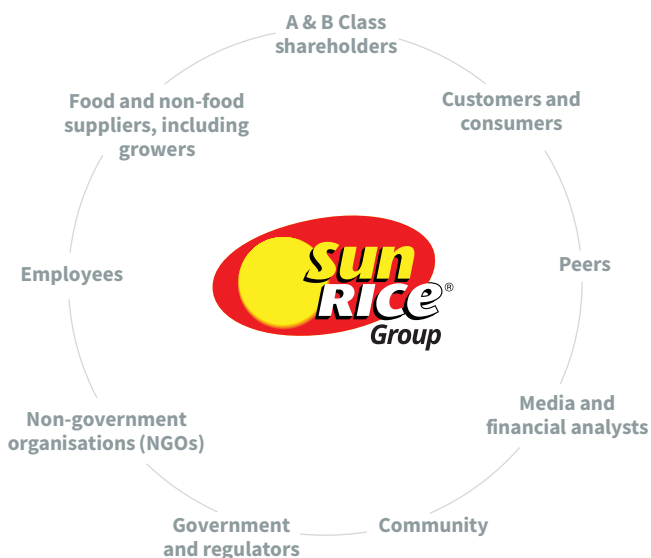 A & B Class
shareholders
Food and non-food
suppliers, including
growers
Customers and
consumers
Sun
RICE®
Group
Employees
Peers
Non-government
organisations (NGOs)
Media and
financial analysts
Government
and regulators
Community